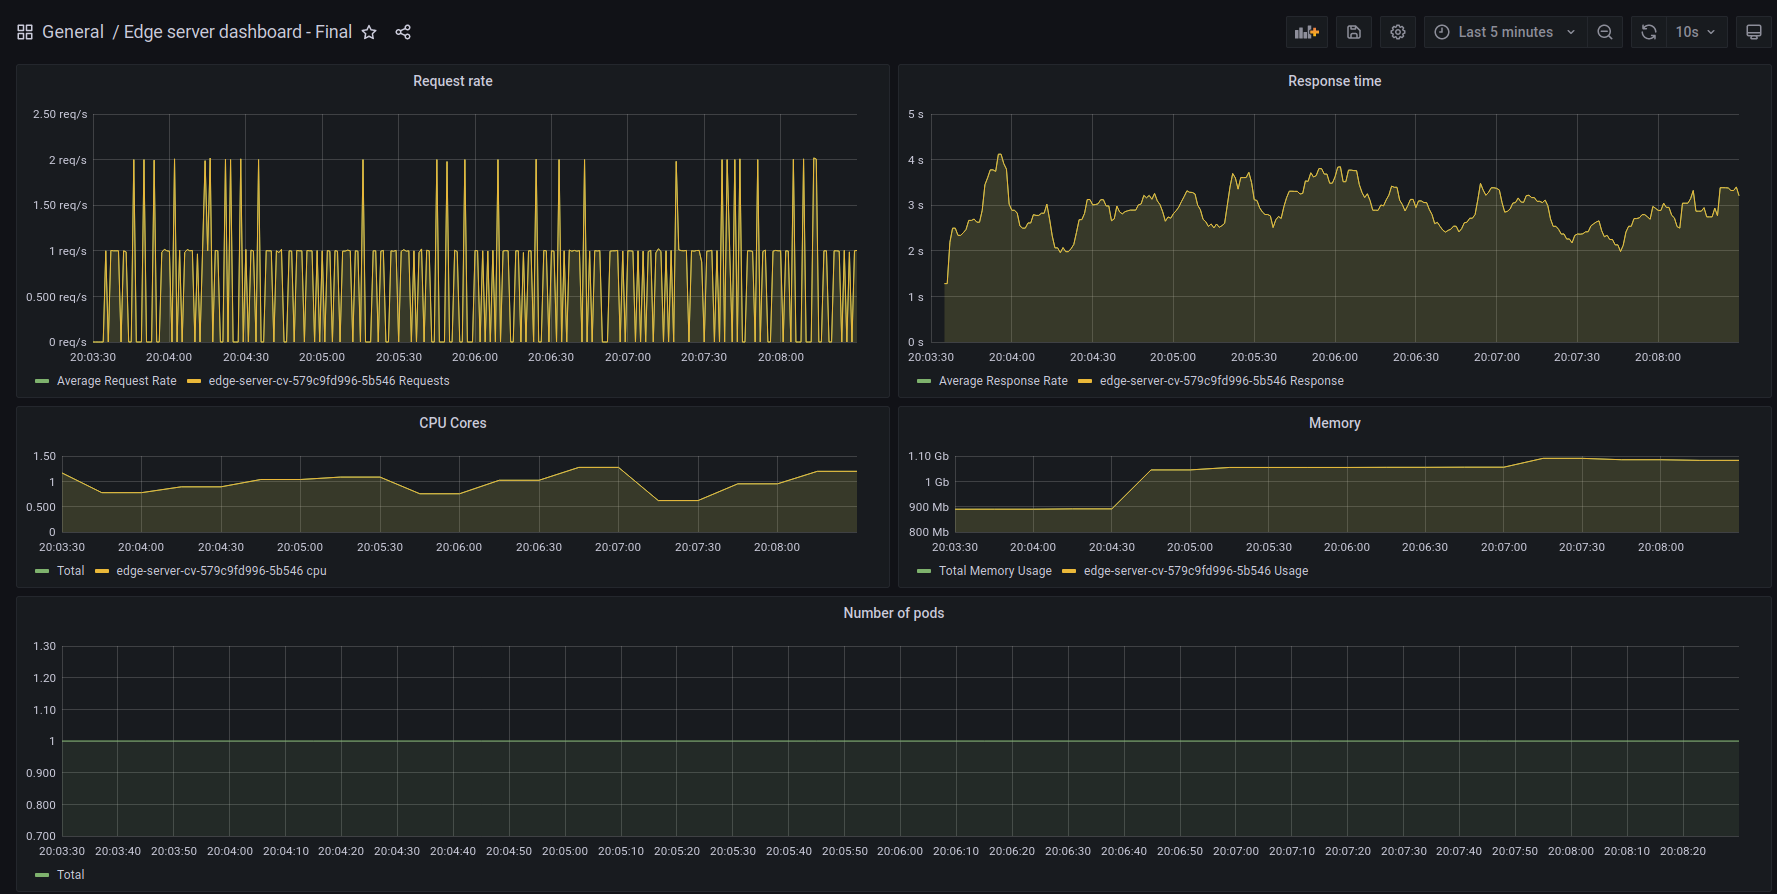 General / Edge server dashboard - Final
Last 5 minutes
10s
Request rate
2.50 req/s
2 req/s
1.50 req/s
1 req/s
0.500 req/s
0 req/s
20:03:30 20:04:00 20:04:30 20:05:00 20:05:30 20:06:00 20:06:30 20:07:00 20:07:30 20:08:00
Average Request Rate edge-server-cv-579c9fd996-5b546 Requests
Response time
5 s
4 s
3 s
2 s
1 s
0 s
20:03:30 20:04:00 20:04:30 20:05:00 20:05:30 20:06:00 20:06:30 20:07:00 20:07:30 20:08:00
Average Response Rate edge-server-cv-579c9fd996-5b546 Response
CPU Cores
1.50
1
0.500
0
20:03:30 20:04:00 20:04:30 20:05:00 20:05:30 20:06:00 20:06:30 20:07:00 20:07:30 20:08:00
Total edge-server-cv-579c9fd996-5b546 cpu
Memory
1.10 Gb
1 Gb
900 Mb
800 Mb
20:03:30 20:04:00 20:04:30 20:05:00 20:05:30 20:06:00 20:06:30 20:07:00 20:07:30 20:08:00
Total Memory Usage edge-server-cv-579c9fd996-5b546 Usage
Number of pods
1.30
1.20
1.10
1
0.900
0.800
0.700
20:03:30 20:03:40 20:03:50 20:04:00 20:04:10 20:04:20 20:04:30 20:04:40 20:04:50 20:05:00 20:05:10 20:05:20 20:05:30 20:05:40 20:05:50 20:06:00 20:06:10 20:06:20 20:06:30 20:06:40 20:06:50 20:07:00 20:07:10 20:07:20 20:07:30 20:07:40 20:07:50 20:08:00 20:08:10 20:08:20
Total